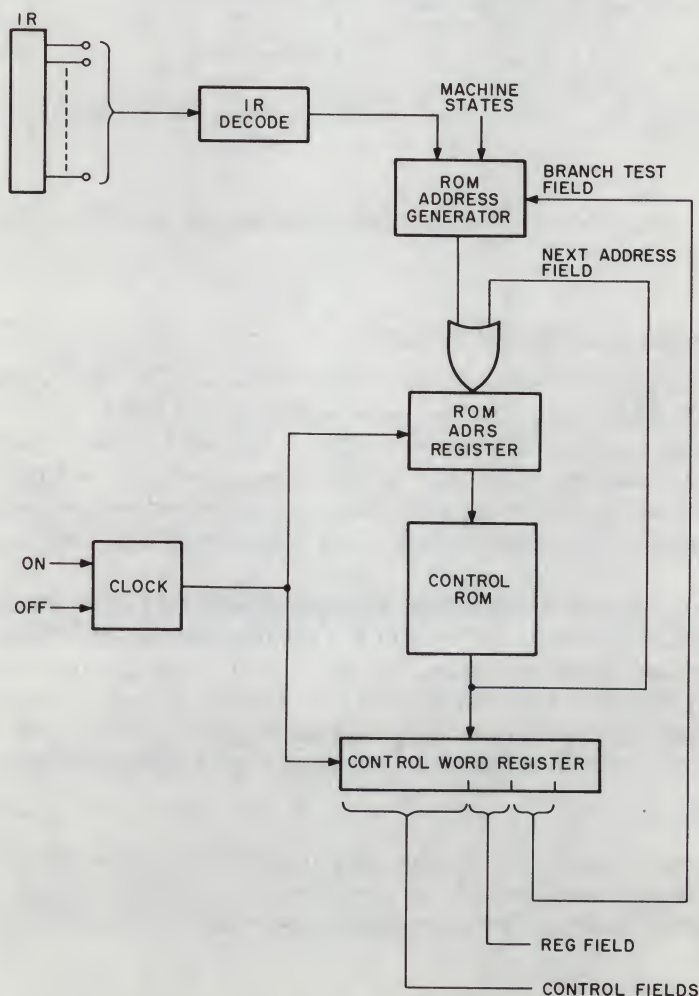 IR
IR
DECODE
MACHINE
STATES
ROM
ADDRESS
GENERATOR
BRANCH TEST
FIELD
NEXT ADDRESS
FIELD
ROM
ADRS
REGISTER
ON
OFF
CLOCK
CONTROL
ROM
CONTROL WORD REGISTER
REG FIELD
CONTROL FIELDS